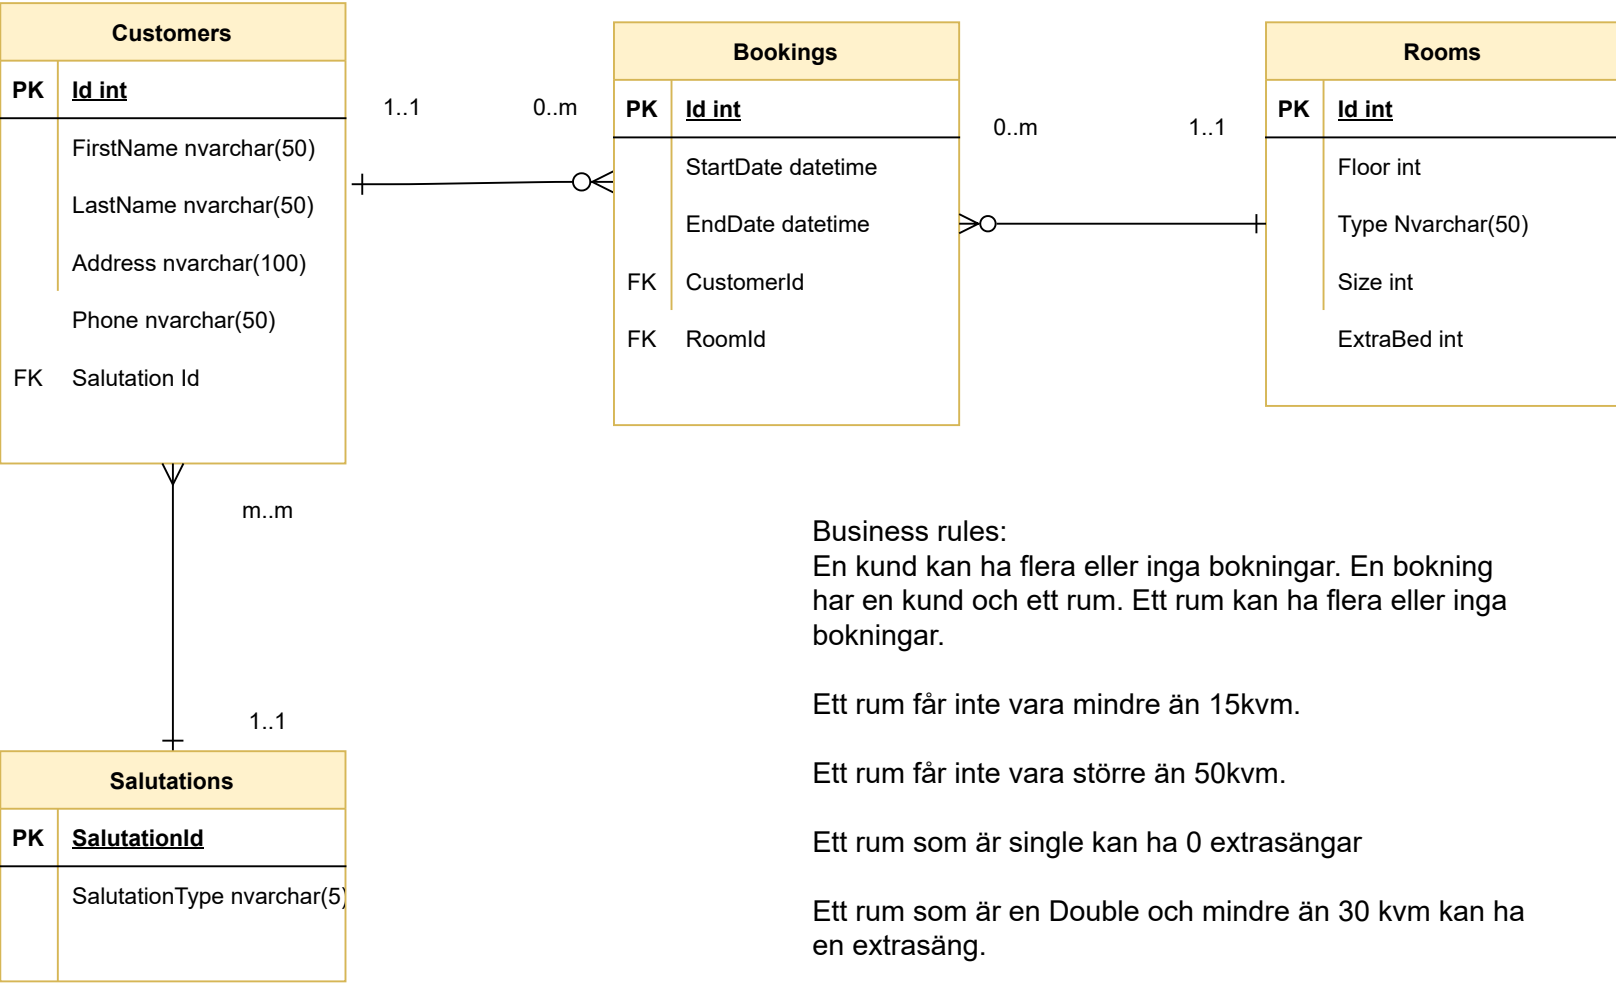 Customers
PK Id int
FirstName nvarchar(50)
LastName nvarchar(50)
Address nvarchar(100)
Phone nvarchar(50)
FK Salutation Id
1..1
0..m
Bookings
PK Id int
StartDate datetime
EndDate datetime
FK CustomerId
FK RoomId
0..m
1..1
Rooms
PK Id int
Floor int
Type Nvarchar(50)
Size int
ExtraBed int
m..m
1..1
Salutations
PK SalutationId
SalutationType nvarchar(5)
Business rules:
En kund kan ha flera eller inga bokningar. En bokning
har en kund och ett rum. Ett rum kan ha flera eller inga
bokningar.
Ett rum får inte vara mindre än 15kvm.
Ett rum får inte vara större än 50kvm.
Ett rum som är single kan ha 0 extrasängar
Ett rum som är en Double och mindre än 30 kvm kan ha
en extrasäng.